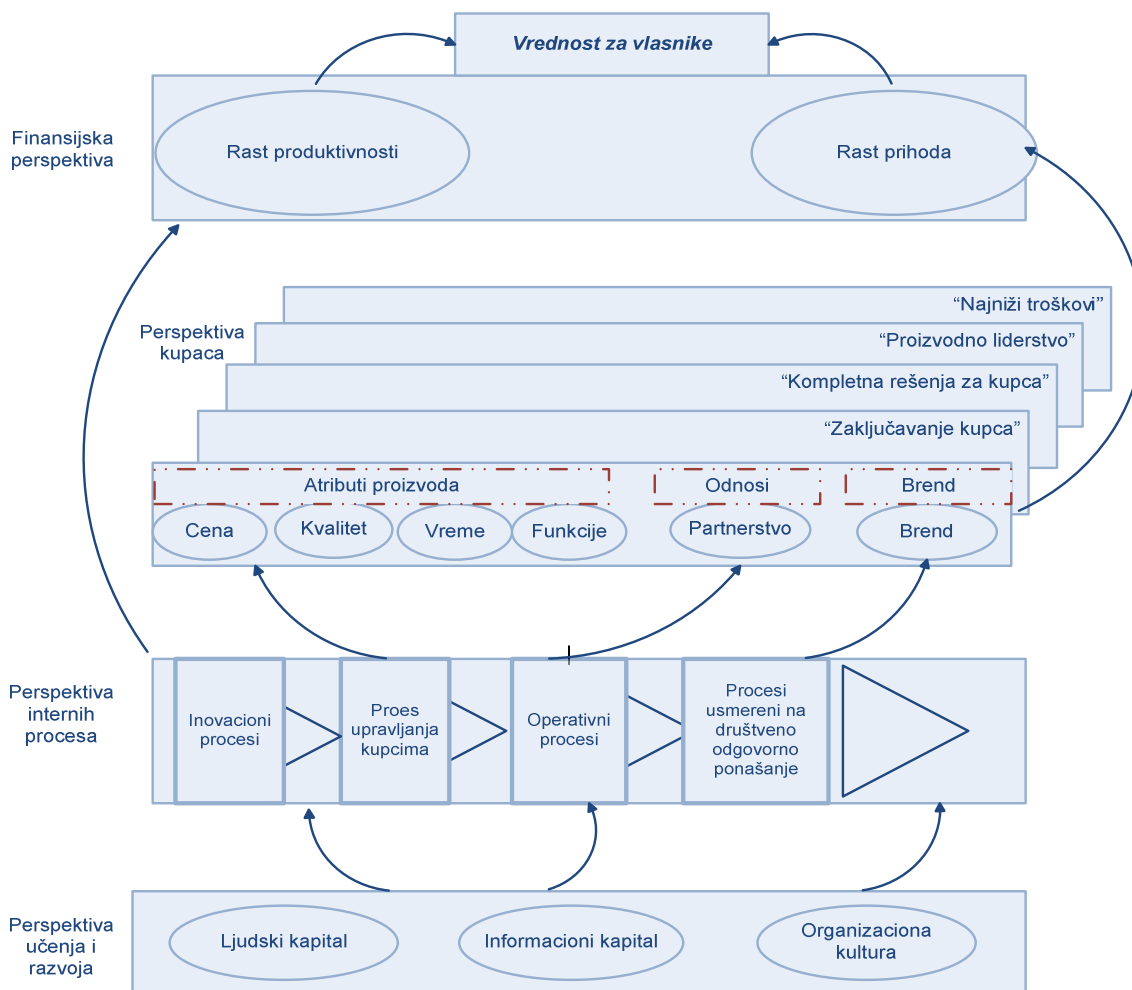 Vrednost za vlasnike
Finansijska
perspektiva
Rast produktivnosti
Rast prihoda
Perspektiva
kupaca
“Najniži troškovi”
“Proizvodno liderstvo”
“Kompletna rešenja za kupca”
“Zaključavanje kupca”
Atributi proizvoda
Odnosi
Brend
Cena
Kvalitet
Vreme
Funkcije
Partnerstvo
Brend
Perspektiva
internih
procesa
Inovacioni
procesi
Proes
upravljanja
kupcima
Operativni
procesi
Procesi
usmereni na
društveno
odgovorno
ponašanje
Perspektiva
učenja i
razvoja
Ljudski kapital
Informacioni kapital
Organizaciona
kultura